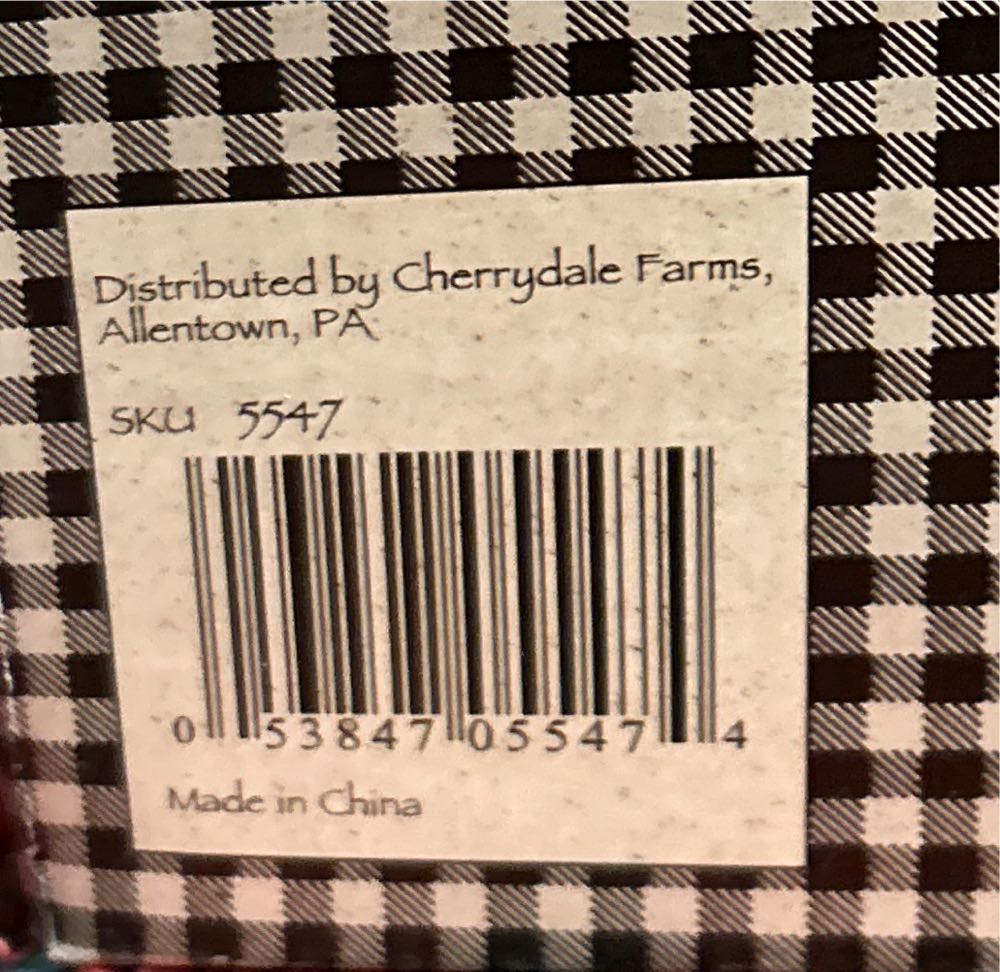 Distributed by Cherrydale Farms,
Allentown, PA
SKU 5547
0 53847 05547 4
Made in China